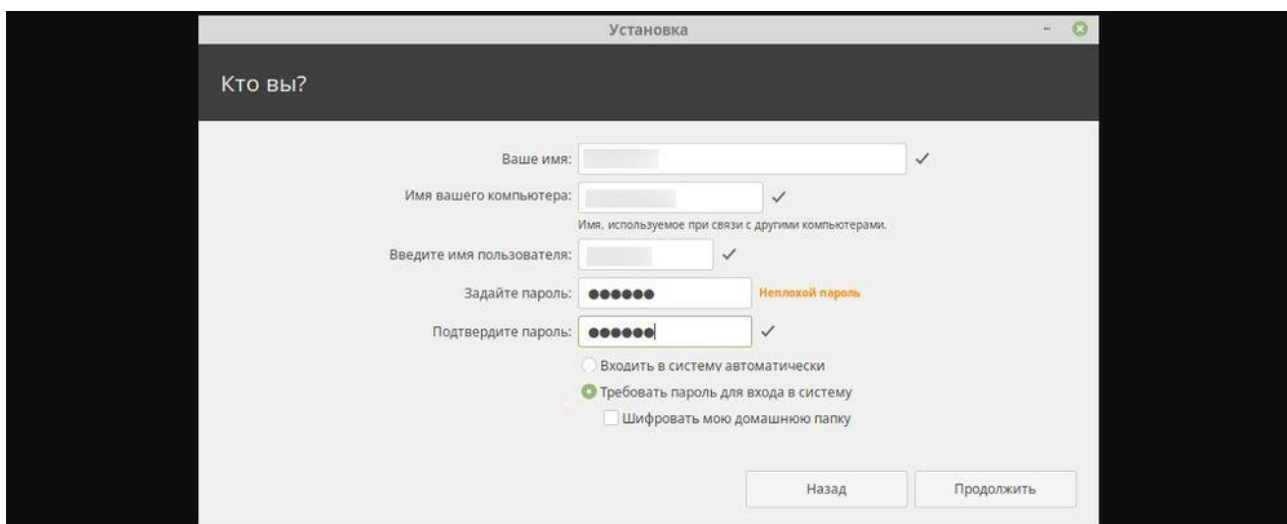 Установка
Кто вы?
Ваше имя:
Имя вашего компьютера:
Имя, используемое при связи с другими компьютерами.
Введите имя пользователя:
Задайте пароль: ●●●●●● Неплохой пароль
Подтвердите пароль: ●●●●●●
Входить в систему автоматически
Требовать пароль для входа в систему
Шифровать мою домашнюю папку
Назад Продолжить